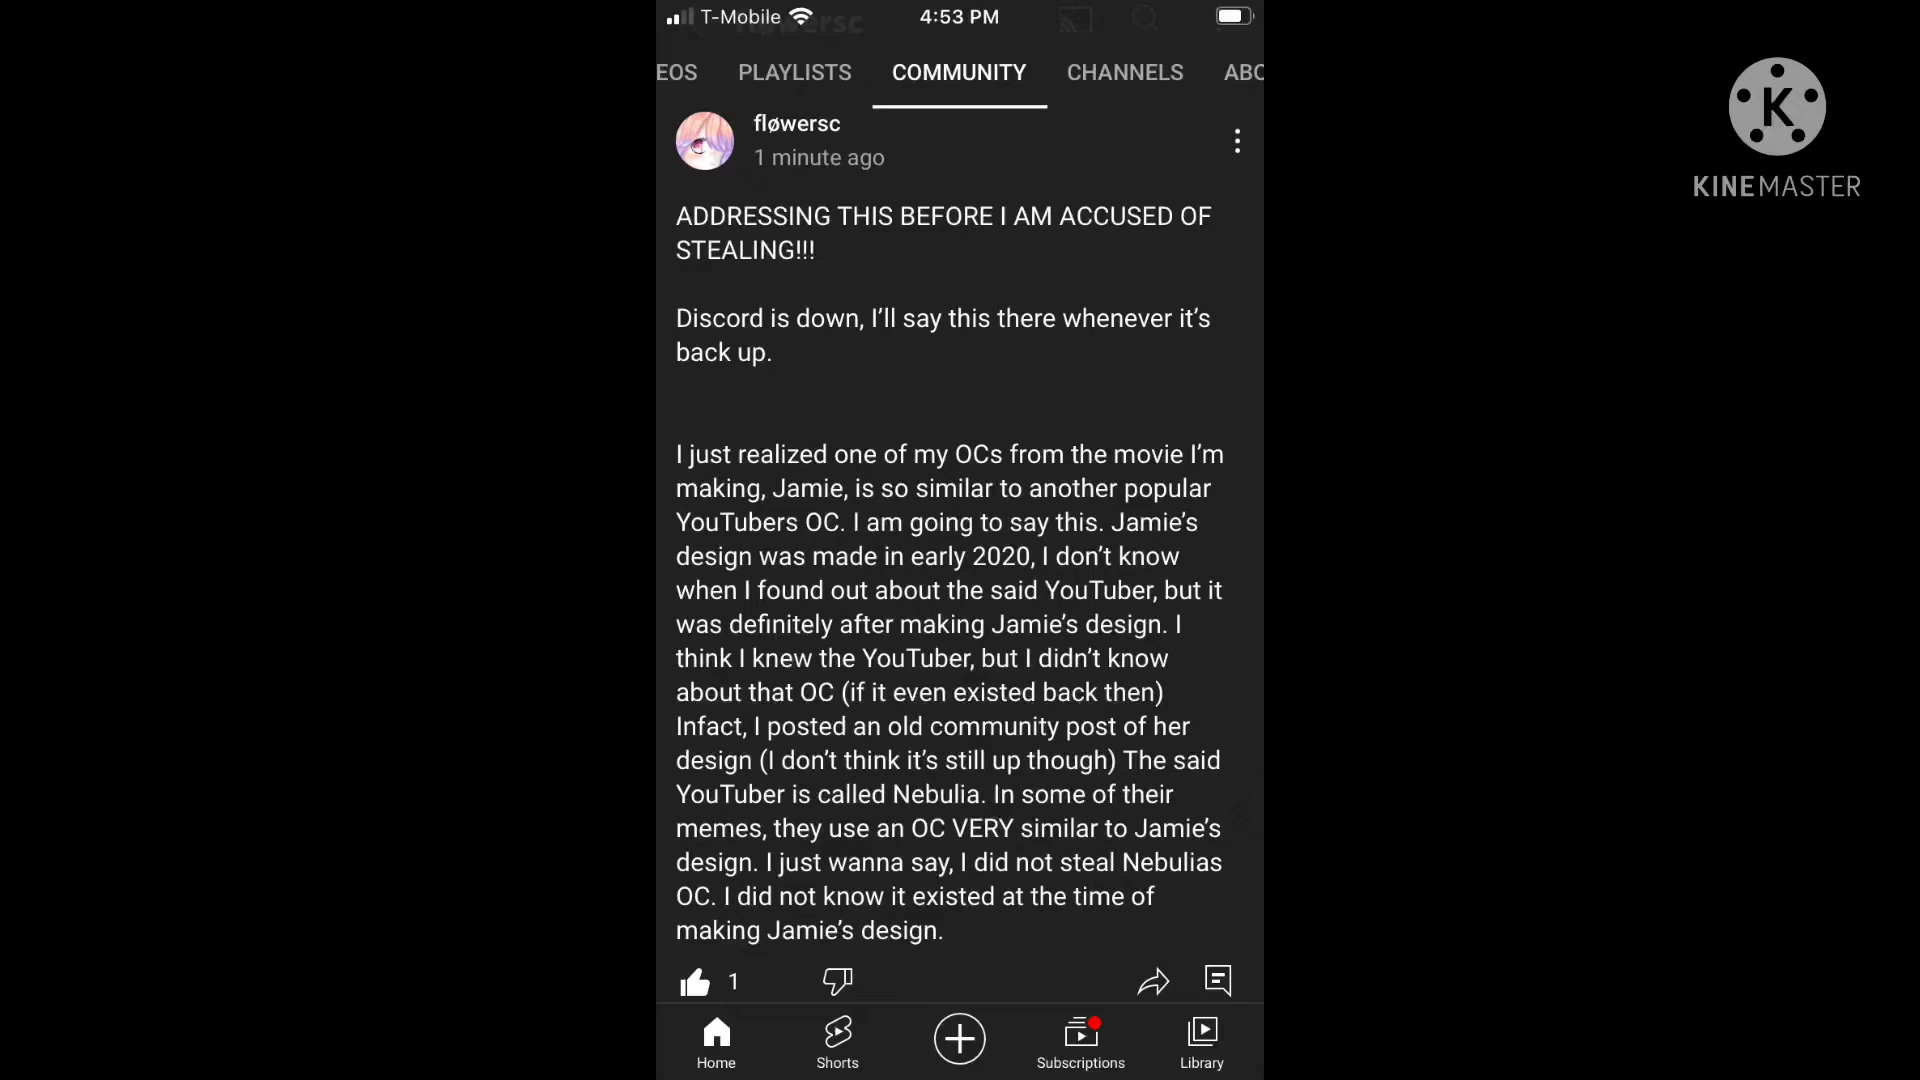 T-Mobile
4:53 PM
EOS
PLAYLISTS
COMMUNITY
CHANNELS
ABC
fløwersc
1 minute ago
ADDRESSING THIS BEFORE I AM ACCUSED OF
STEALING!!!
Discord is down, I’ll say this there whenever it’s
back up.
I just realized one of my OCs from the movie I’m
making, Jamie, is so similar to another popular
YouTubers OC. I am going to say this. Jamie’s
design was made in early 2020, I don’t know
when I found out about the said YouTuber, but it
was definitely after making Jamie’s design. I
think I knew the YouTuber, but I didn’t know
about that OC (if it even existed back then)
Infact, I posted an old community post of her
design (I don’t think it’s still up though) The said
YouTuber is called Nebulia. In some of their
memes, they use an OC VERY similar to Jamie’s
design. I just wanna say, I did not steal Nebulias
OC. I did not know it existed at the time of
making Jamie’s design.
1
Home
Shorts
Subscriptions
Library
K
KINEMASTER